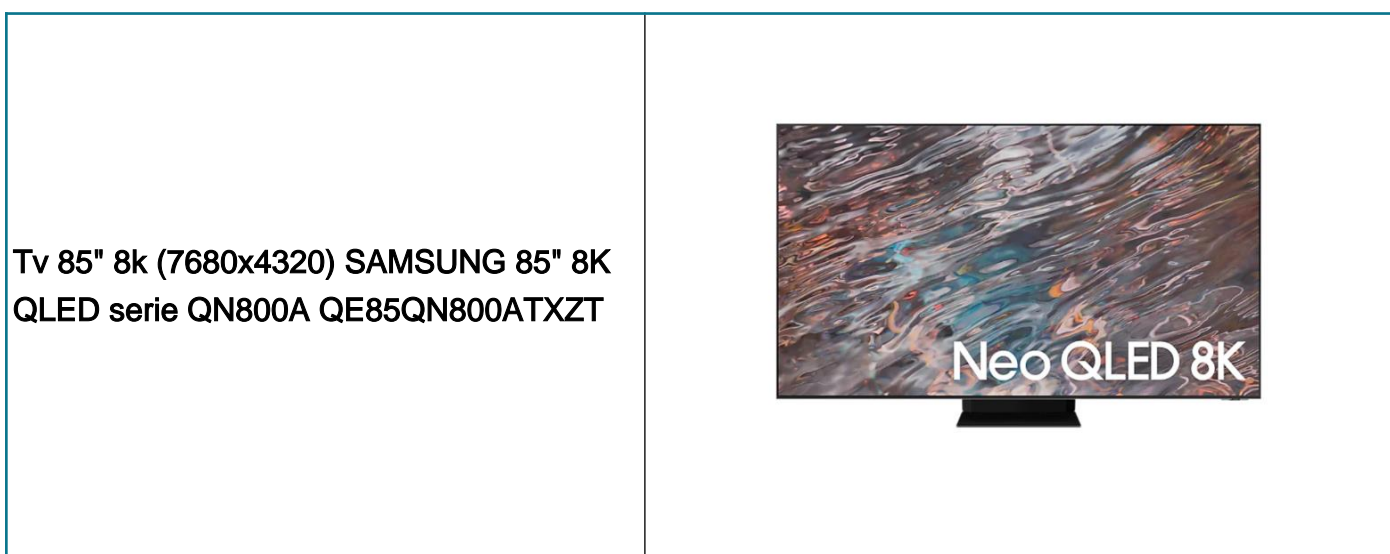 Tv 85" 8k (7680x4320) SAMSUNG 85" 8K
QLED serie QN800A QE85QN800ATXZT
Neo QLED 8K